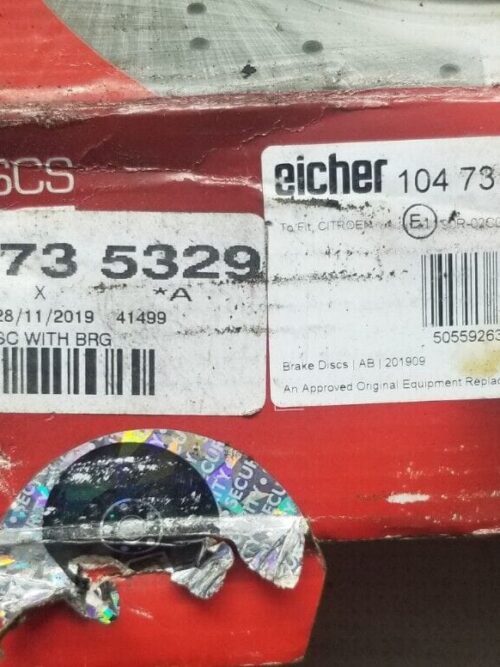 SCS
73 5329
X *A
28/11/2019 41499
SC WITH BRG
eicher 104 73
To Fit, CITROEN
E1
Brake Discs | AB | 201909
An Approved Original Equipment Replac
50559263
SECURITY